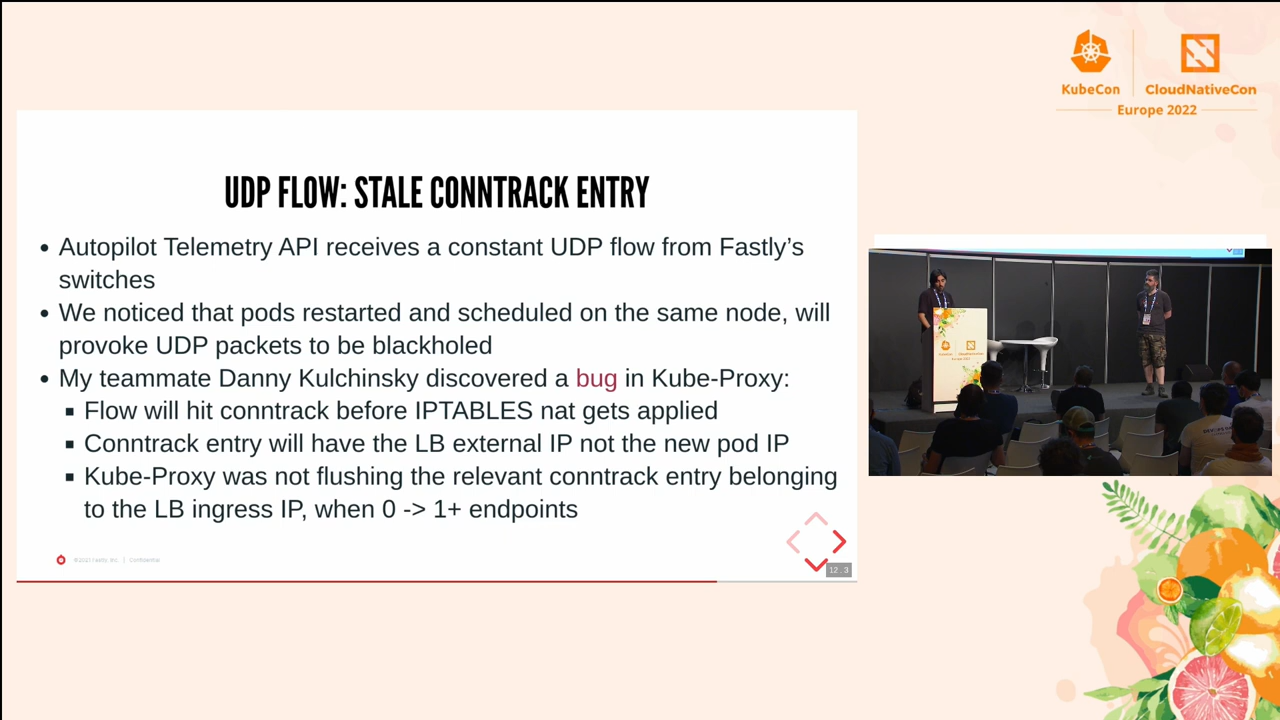 KubeCon
CloudNativeCon
Europe 2022
UDP FLOW: STALE CONNTRACK ENTRY
• Autopilot Telemetry API receives a constant UDP flow from Fastly’s
switches
• We noticed that pods restarted and scheduled on the same node, will
provoke UDP packets to be blackholed
• My teammate Danny Kulchinsky discovered a bug in Kube-Proxy:
▪ Flow will hit conntrack before IPTABLES nat gets applied
▪ Conntrack entry will have the LB external IP not the new pod IP
▪ Kube-Proxy was not flushing the relevant conntrack entry belonging
to the LB ingress IP, when 0 -> 1+ endpoints
©2021 Fastly, Inc. | Confidential
12.3